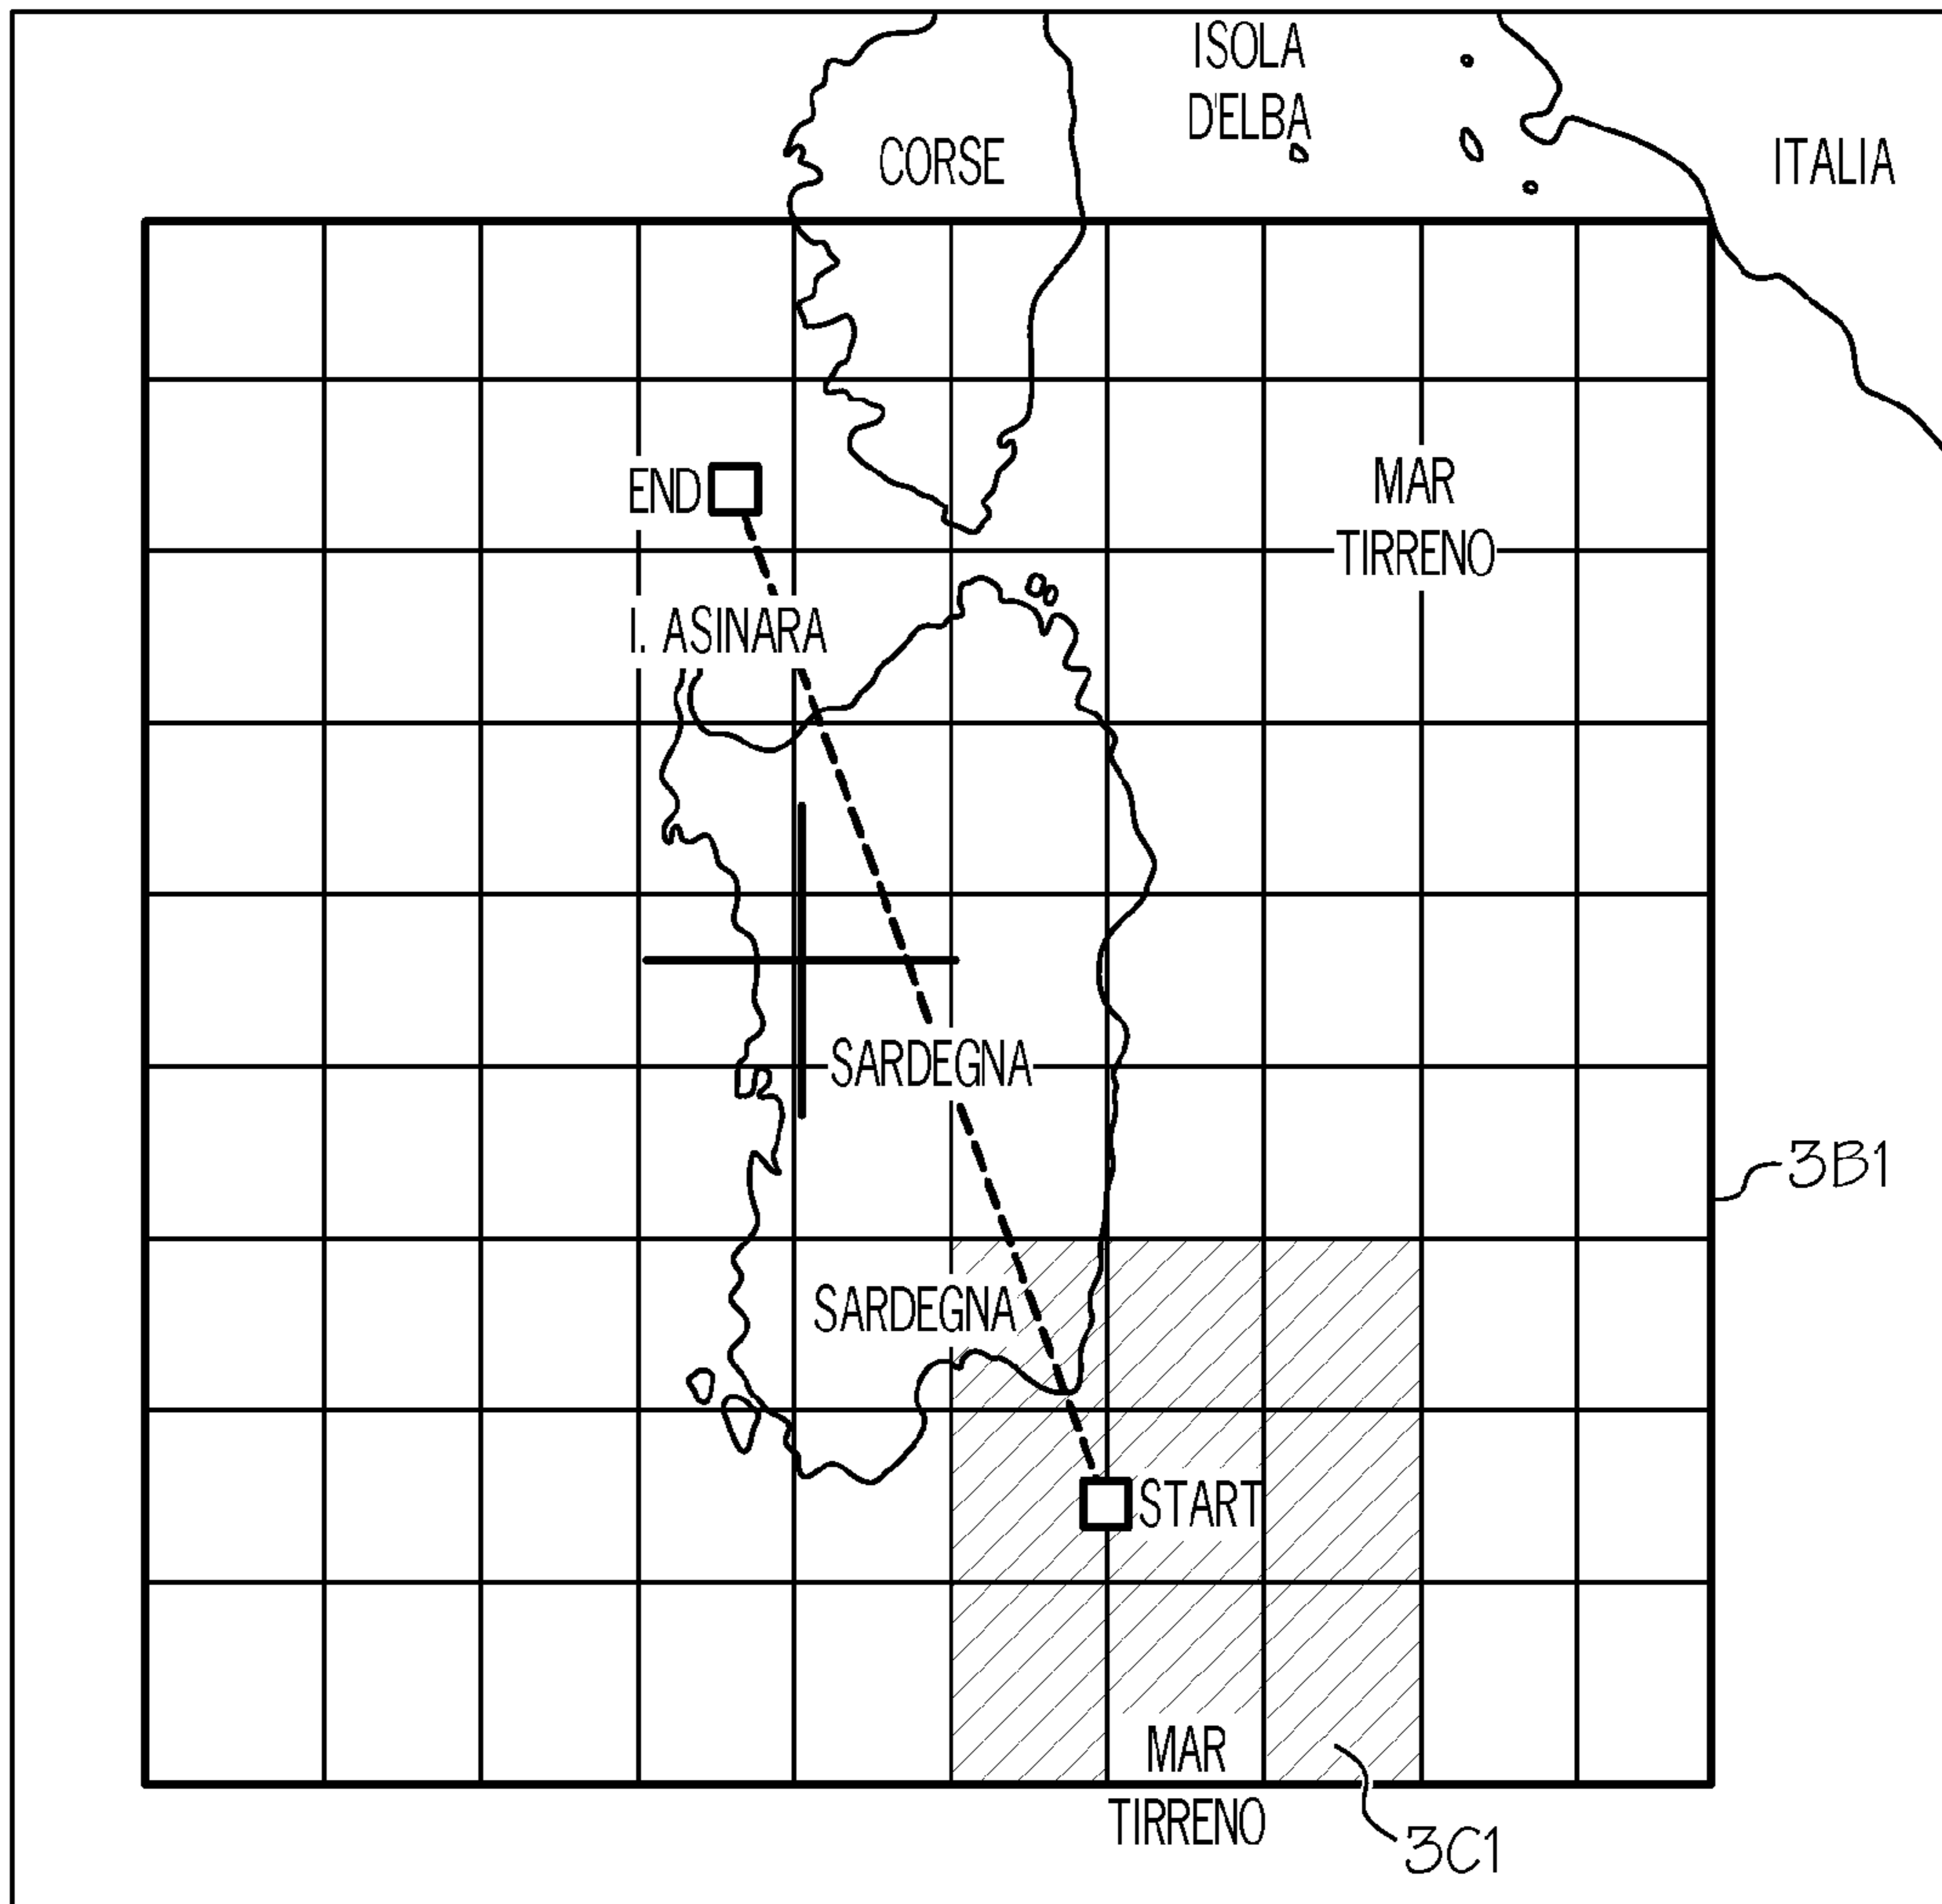 ISOLA
D'ELBA
CORSE
ITALIA
END
MAR
TIRRENO
I. ASINARA
SARDEGNA
3B1
SARDEGNA
START
MAR
TIRRENO
3C1